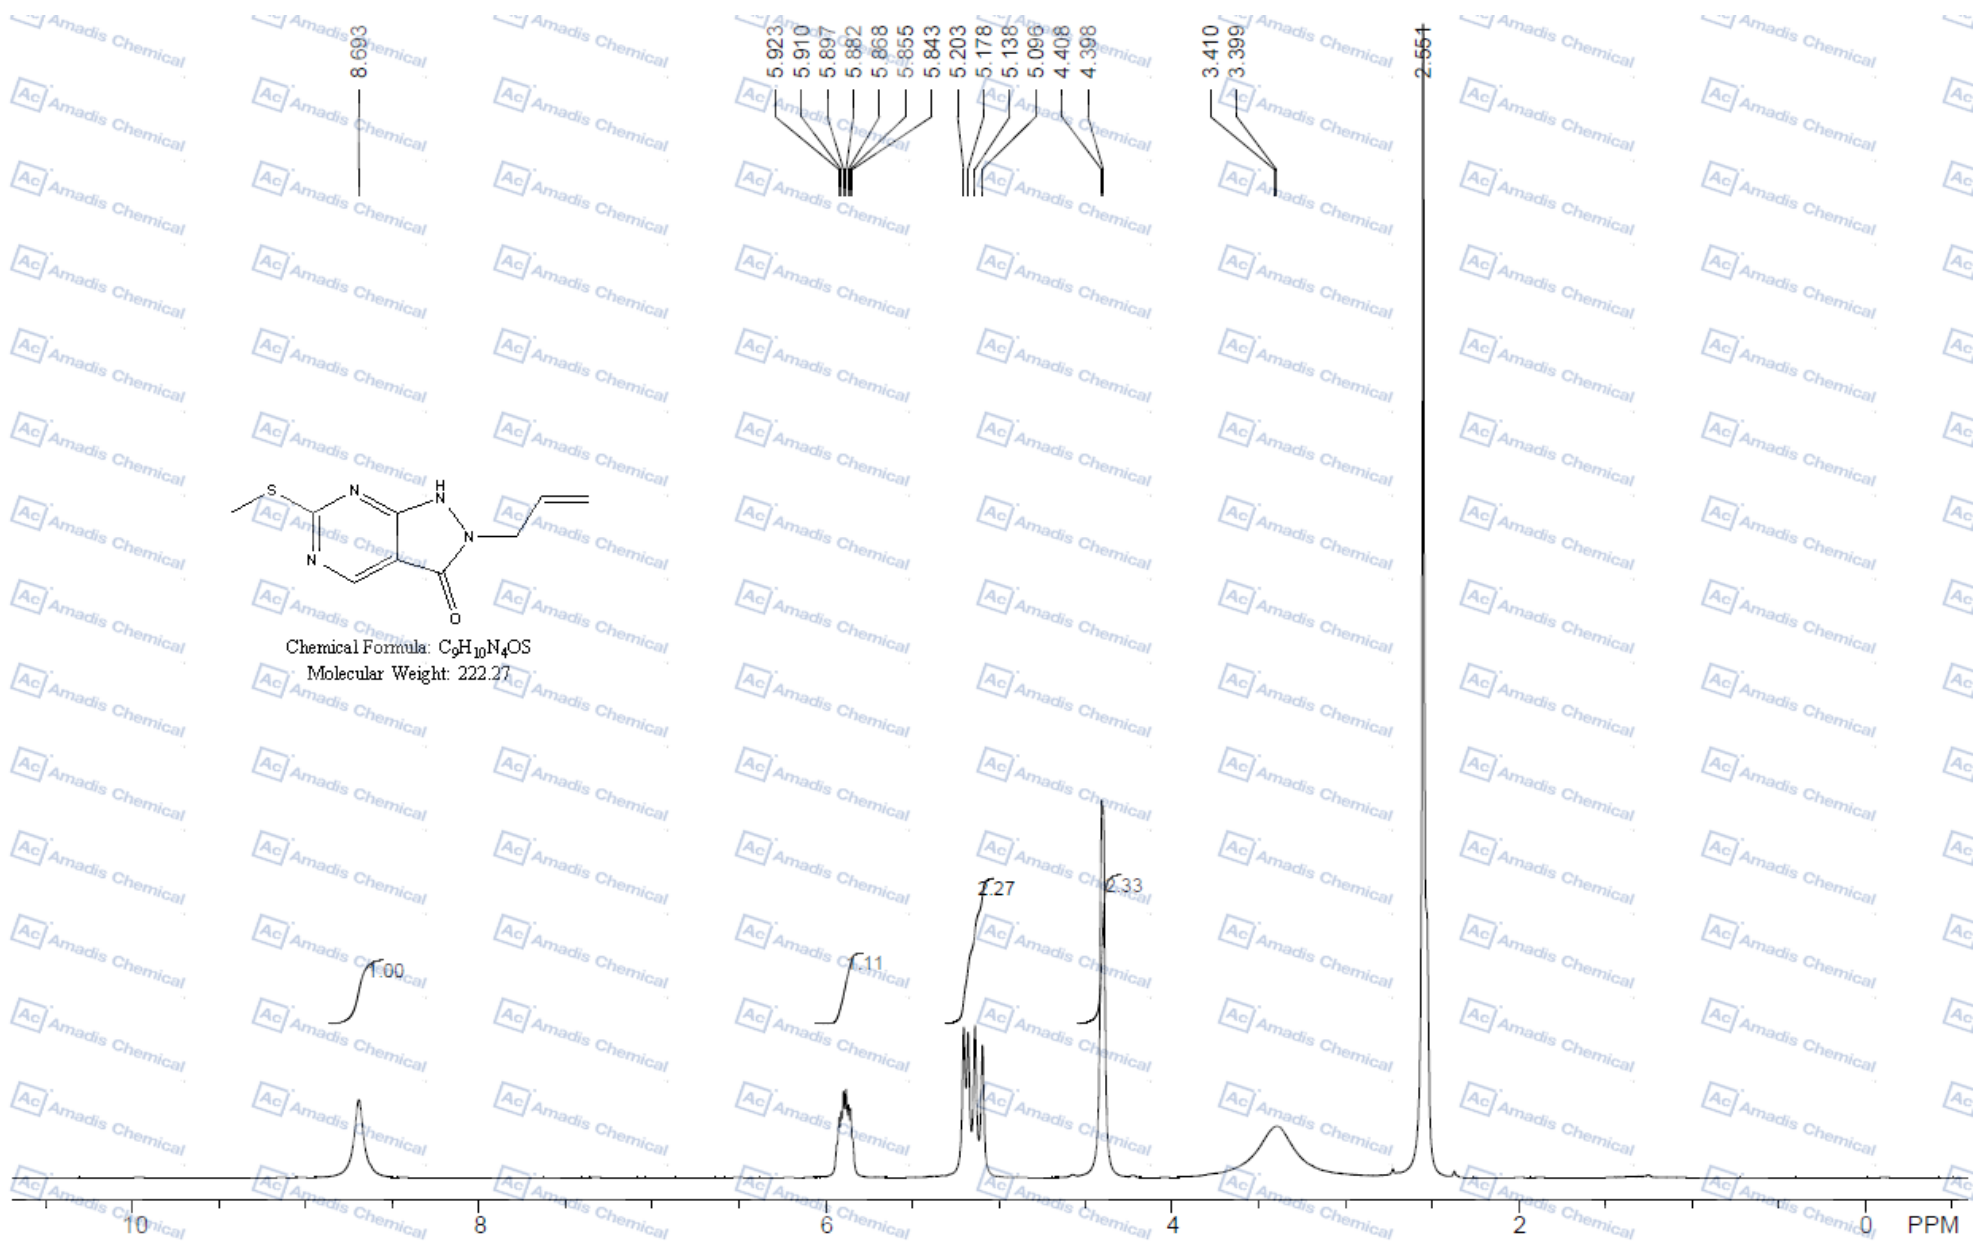 8.693
5.923
5.910
5.897
5.882
5.868
5.855
5.843
5.203
5.178
5.138
5.096
4.408
4.398
3.410
3.399
2.551
S
N
H
N
N
N
O
Chemical Formula: C₉H₁₀N₄OS
Molecular Weight: 222.27
1.00
.11
2.27
2.33
10 8 6 4 2 0 PPM
Ac Amadis Chemical